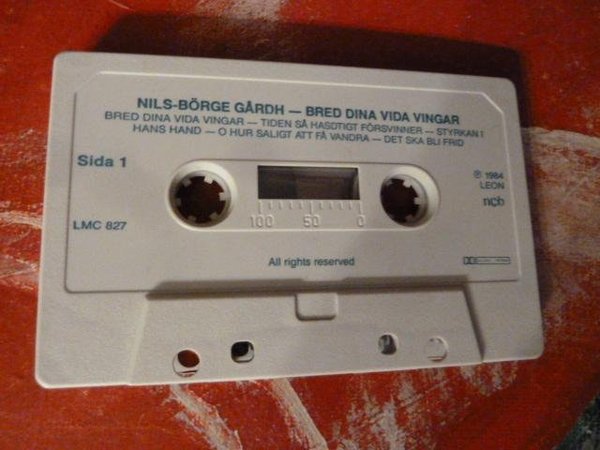 NILS-BÖRGE GÅRDH — BRED DINA VIDA VINGAR
BRED DINA VIDA VINGAR — TIDEN SÅ HASDTIGT FÖRSVINNER — STYRKAN I
HANS HAND — O HUR SALIGT ATT FÅ VANDRA — DET SKA BLI FRID
Sida 1
℗ 1984
LEON
ncb
LMC 827
100 50 0
All rights reserved